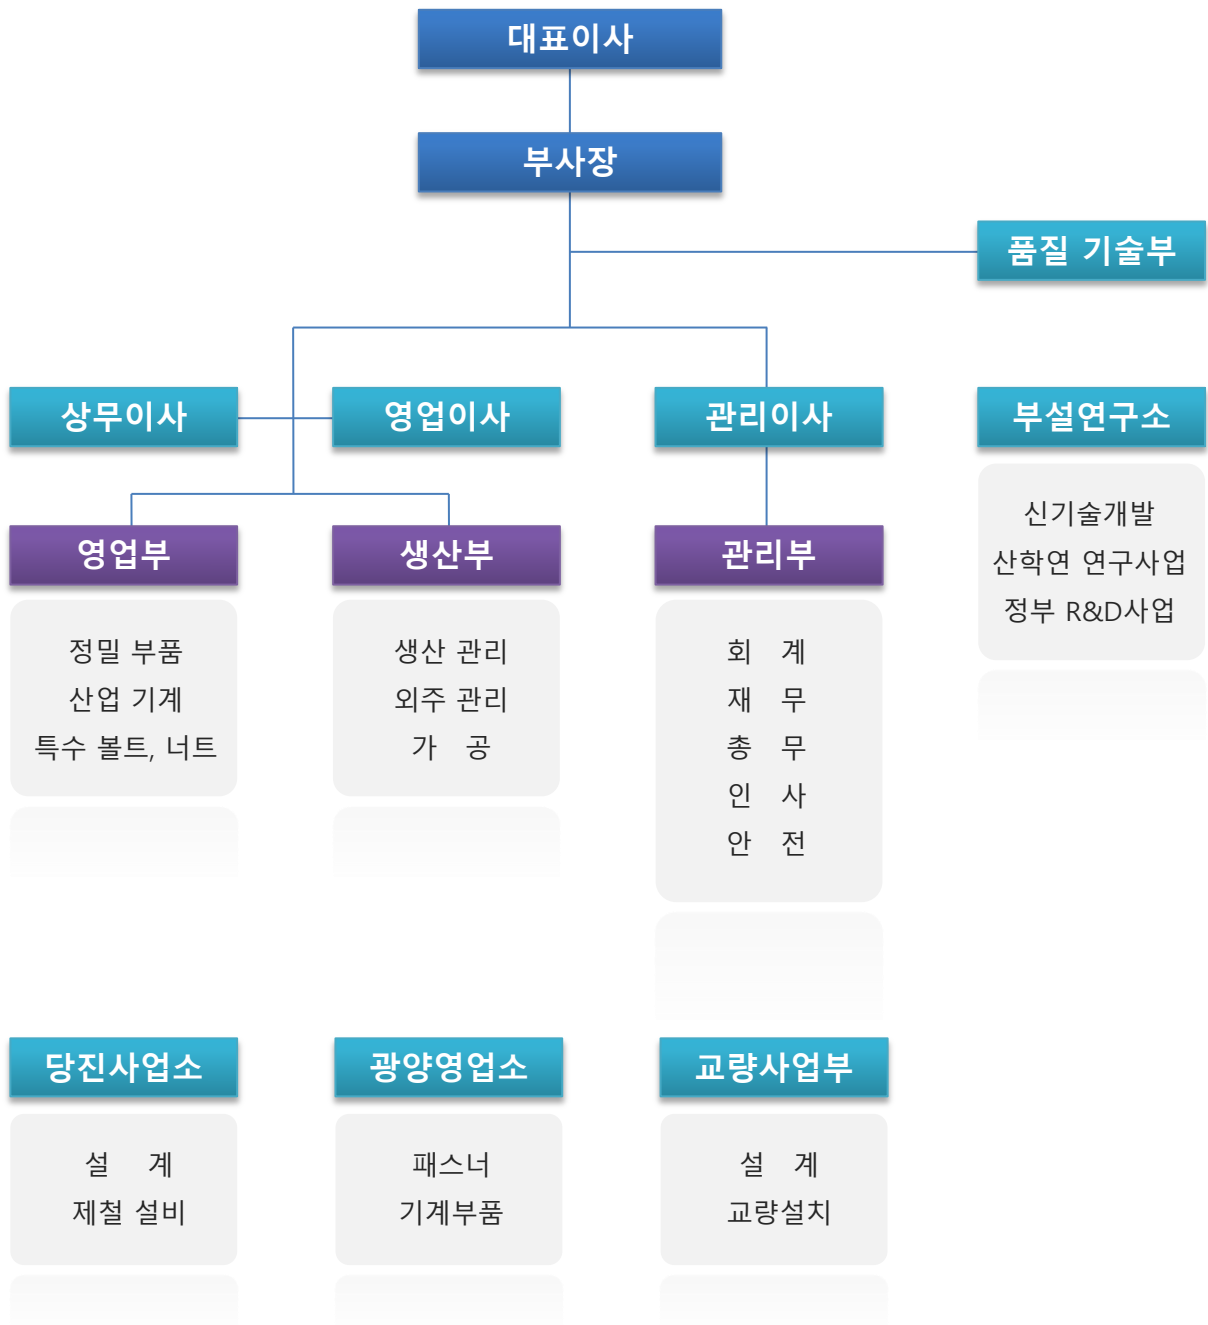 대표이사
부사장
품질 기술부
상무이사
영업이사
관리이사
부설연구소
신기술개발
산학연 연구사업
정부 R&D사업
영업부
생산부
관리부
정밀 부품
산업 기계
특수 볼트, 너트
생산 관리
외주 관리
가 공
회 계
재 무
총 무
인 사
안 전
당진사업소
광양영업소
교량사업부
설 계
제철 설비
패스너
기계부품
설 계
교량설치